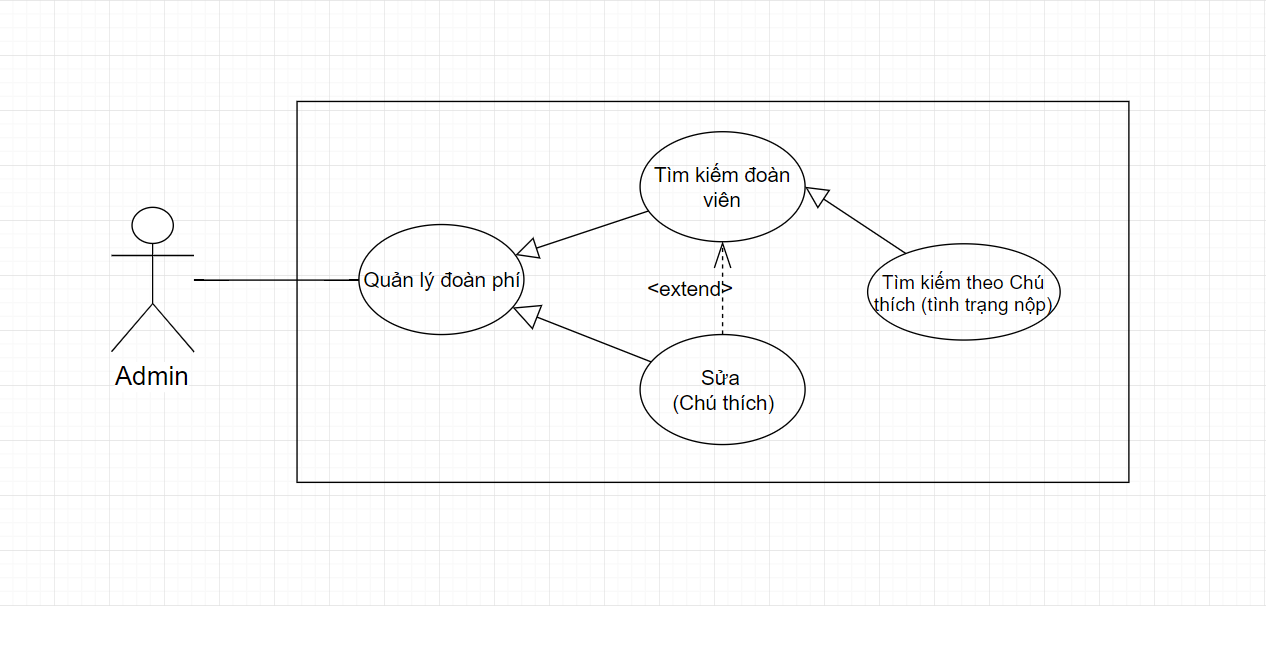 Tìm kiếm đoàn
viên
Quản lý đoàn phí
<extend>
Tìm kiếm theo Chú
thích (tình trạng nộp)
Sửa
(Chú thích)
Admin